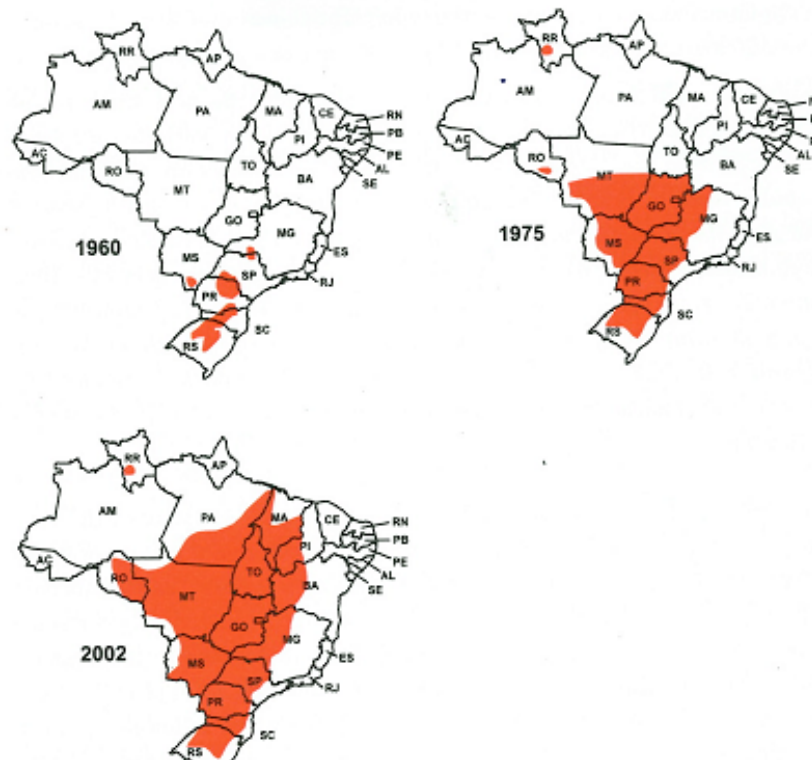 RR
AP
AM
PA
MA
CE
RN
PB
PE
AL
SE
PI
AC
RO
TO
BA
MT
GO
MG
1960
MS
ES
SP
RJ
PR
SC
RS
RR
AP
AM
PA
MA
CE
PI
AL
SE
AC
RO
TO
BA
MT
GO
MG
1975
MS
ES
SP
RJ
PR
SC
RS
RR
AP
AM
PA
MA
CE
RN
PB
PE
AL
SE
PI
AC
RO
TO
BA
MT
GO
MG
2002
MS
ES
SP
RJ
PR
SC
RS